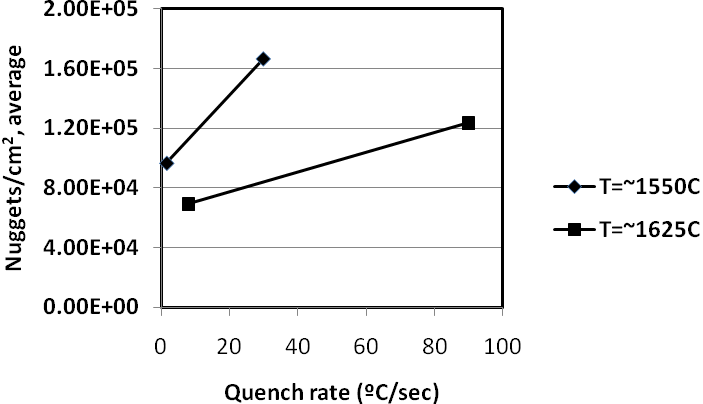 2.00E+05
1.60E+05
1.20E+05
8.00E+04
4.00E+04
0.00E+00
Nuggets/cm², average
0 20 40 60 80 100
Quench rate (ºC/sec)
T=~1550C
T=~1625C